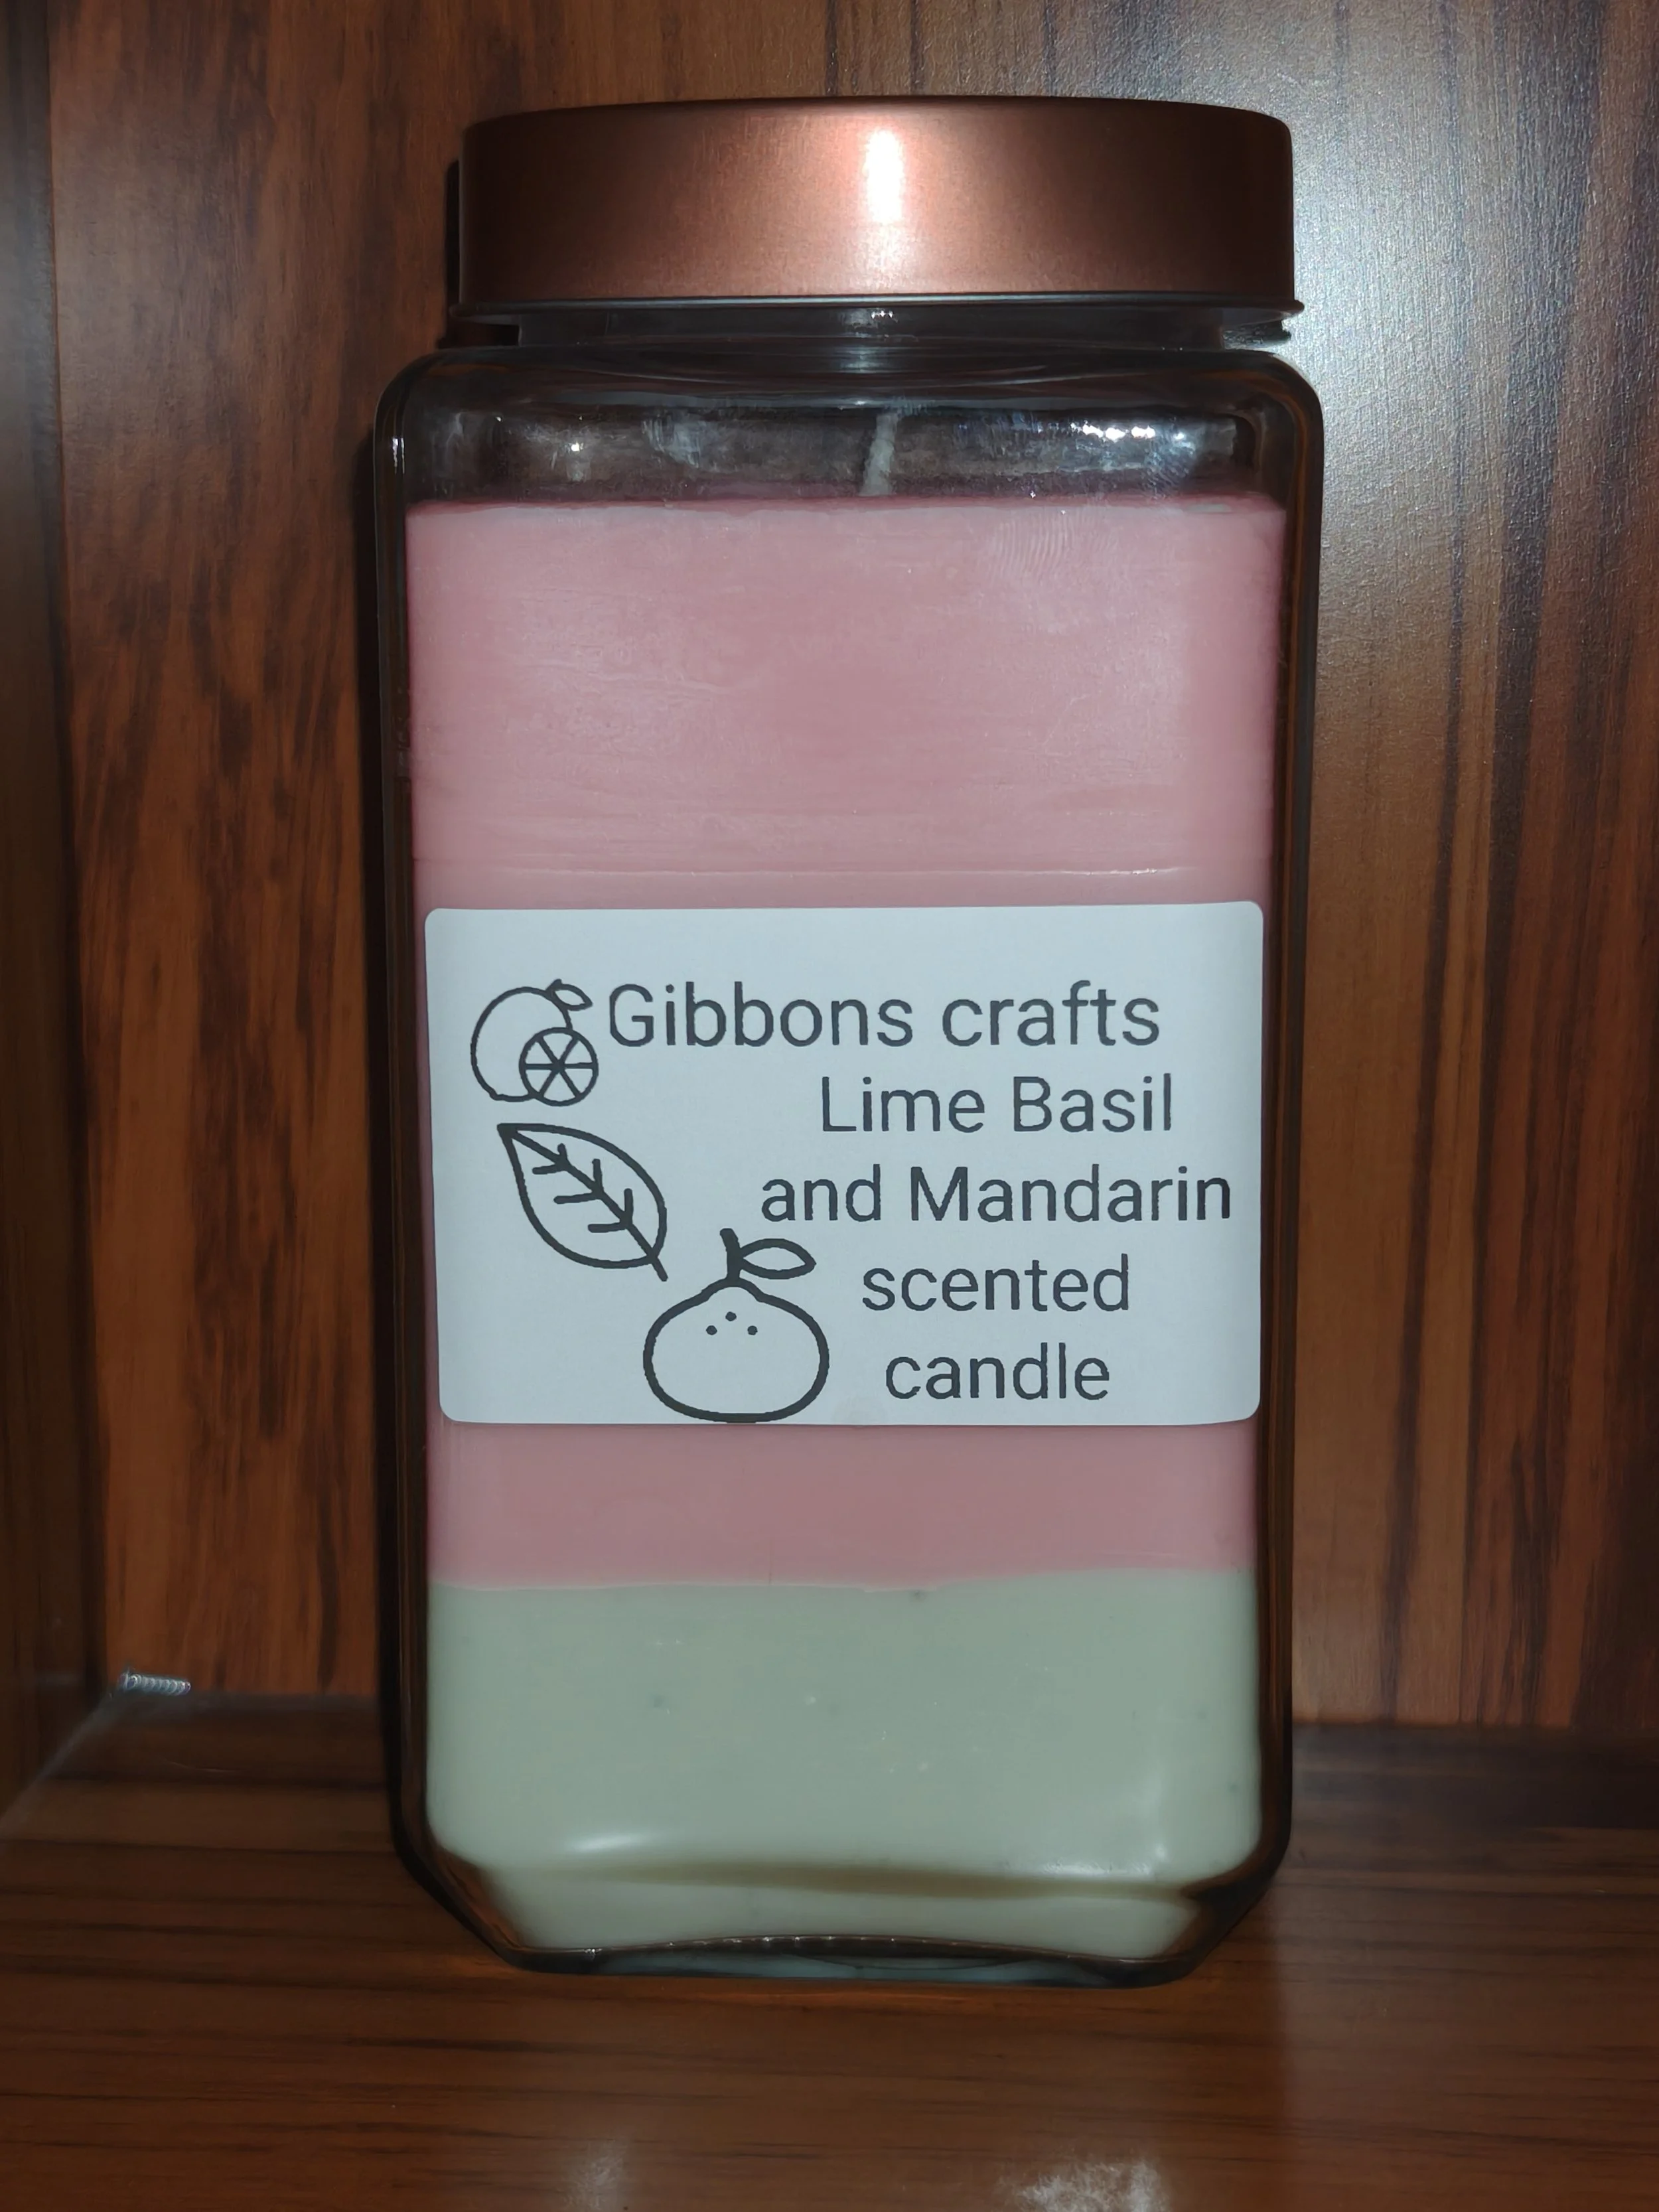 Gibbons crafts
Lime Basil
and Mandarin
scented
candle